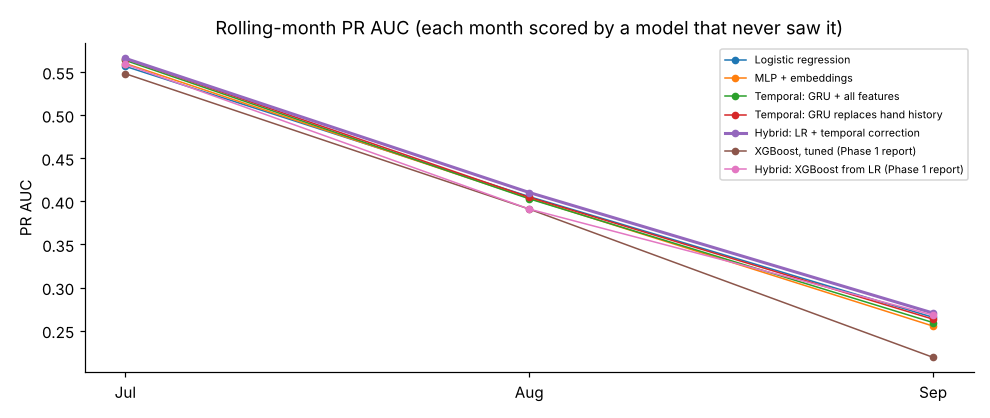 Rolling-month PR AUC (each month scored by a model that never saw it)
PR AUC
0.55
0.50
0.45
0.40
0.35
0.30
0.25
Logistic regression
MLP + embeddings
Temporal: GRU + all features
Temporal: GRU replaces hand history
Hybrid: LR + temporal correction
XGBoost, tuned (Phase 1 report)
Hybrid: XGBoost from LR (Phase 1 report)
Jul
Aug
Sep